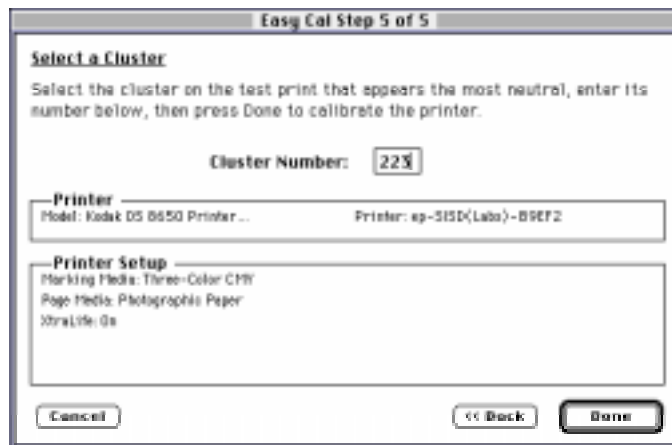 Easy Cal Step 5 of 5
Select a Cluster
Select the cluster on the test print that appears the most neutral, enter its
number below, then press Done to calibrate the printer.
Cluster Number: 223
Printer
Model: Kodak DS 8650 Printer... Printer: ep-SISD(Labs)-B9EF2
Printer Setup
Marking Media: Three-Color CMY
Page Media: Photographic Paper
XtraLife: On
Cancel << Back Done